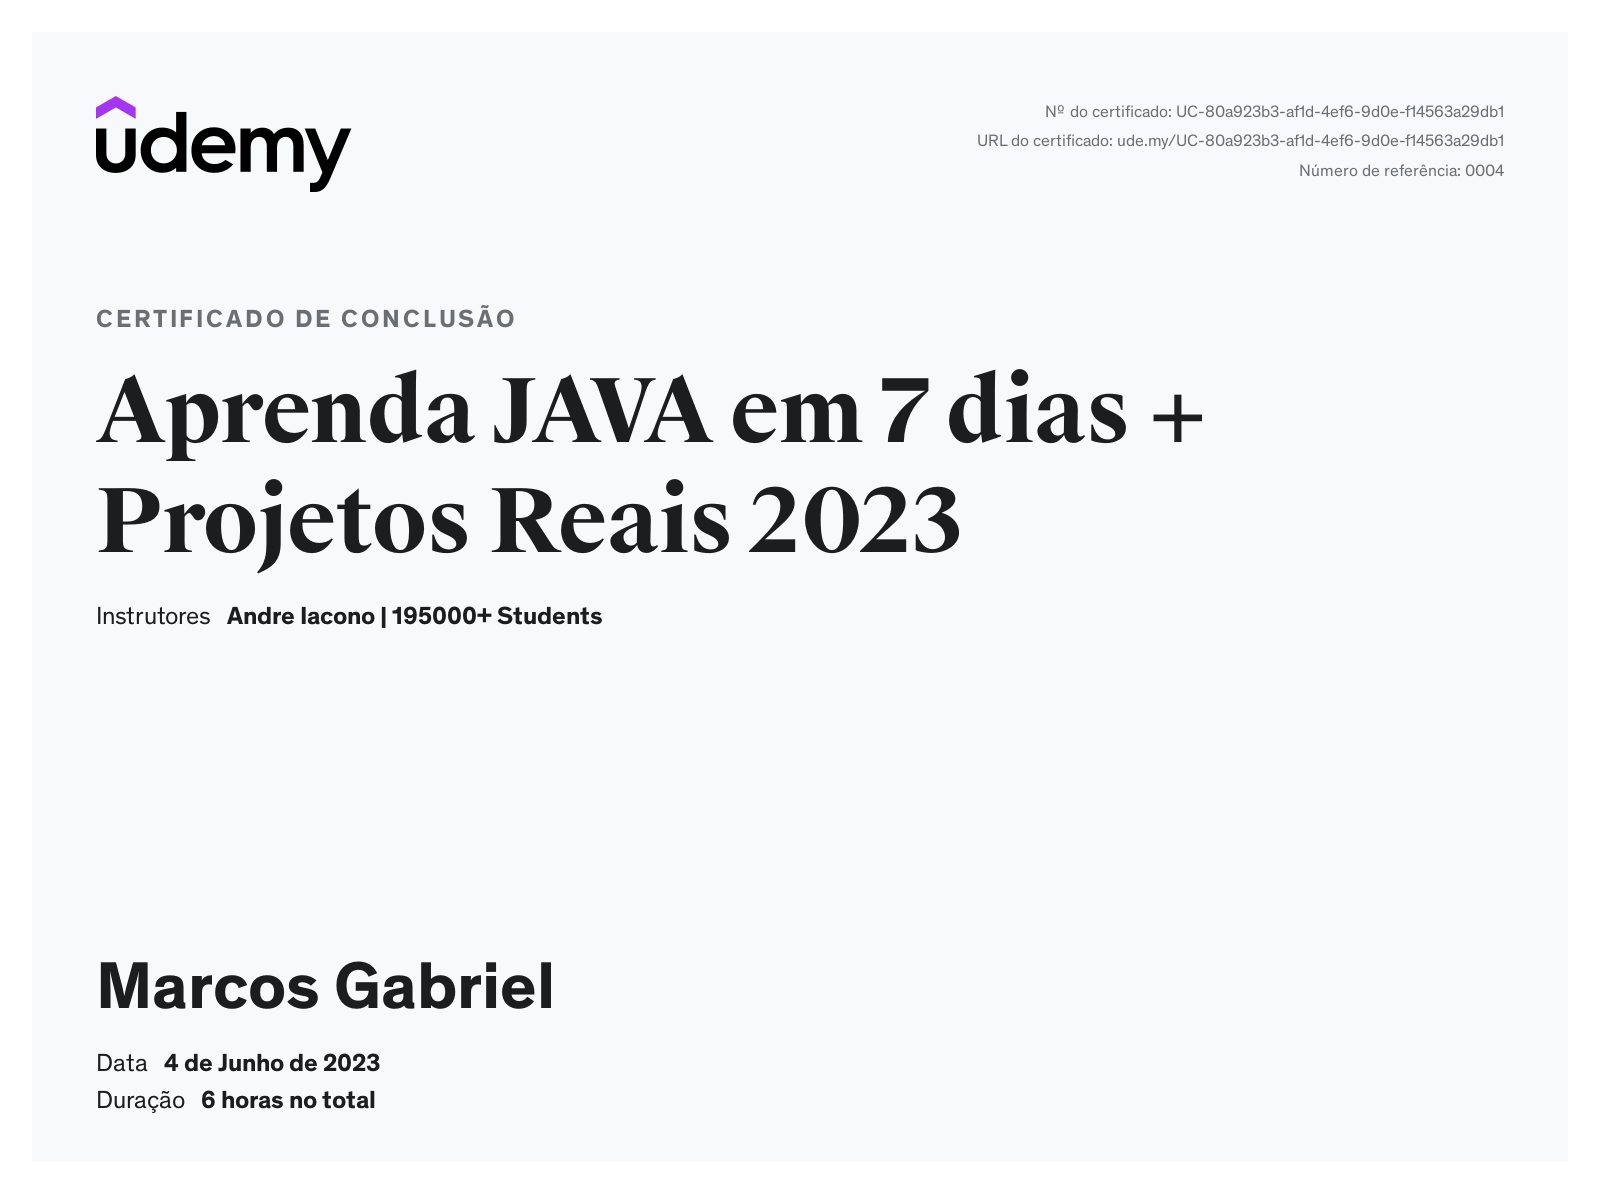 udemy
Nº do certificado: UC-80a923b3-af1d-4ef6-9d0e-f14563a29db1
URL do certificado: ude.my/UC-80a923b3-af1d-4ef6-9d0e-f14563a29db1
Número de referência: 0004
CERTIFICADO DE CONCLUSÃO
Aprenda JAVA em 7 dias +
Projetos Reais 2023
Instrutores Andre Iacono | 195000+ Students
Marcos Gabriel
Data 4 de Junho de 2023
Duração 6 horas no total